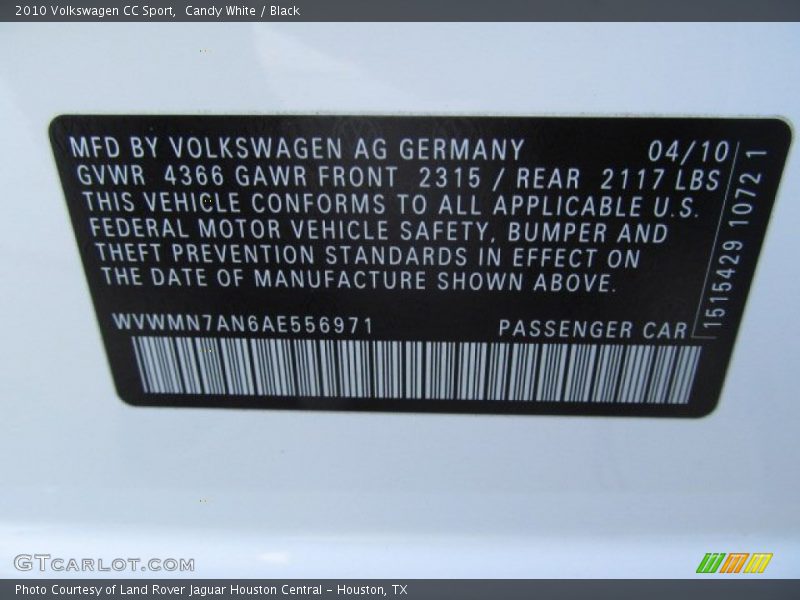 2010 Volkswagen CC Sport,  Candy White / Black
MFD BY VOLKSWAGEN AG GERMANY 04/10
GVWR 4366 GAWR FRONT 2315 / REAR 2117 LBS
THIS VEHICLE CONFORMS TO ALL APPLICABLE U.S.
FEDERAL MOTOR VEHICLE SAFETY, BUMPER AND
THEFT PREVENTION STANDARDS IN EFFECT ON
THE DATE OF MANUFACTURE SHOWN ABOVE.
WVWMN7AN6AE556971 PASSENGER CAR
1515429 1072 1
GTCARLOT.COM
Photo Courtesy of Land Rover Jaguar Houston Central - Houston, TX